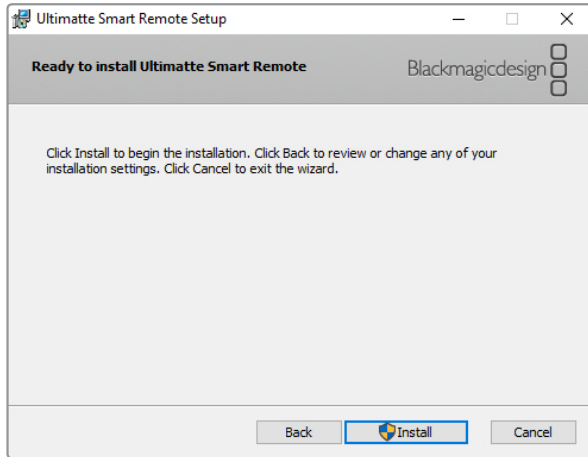 Ultimatte Smart Remote Setup
Ready to install Ultimatte Smart Remote
Blackmagicdesign
Click Install to begin the installation. Click Back to review or change any of your
installation settings. Click Cancel to exit the wizard.
Back
Install
Cancel